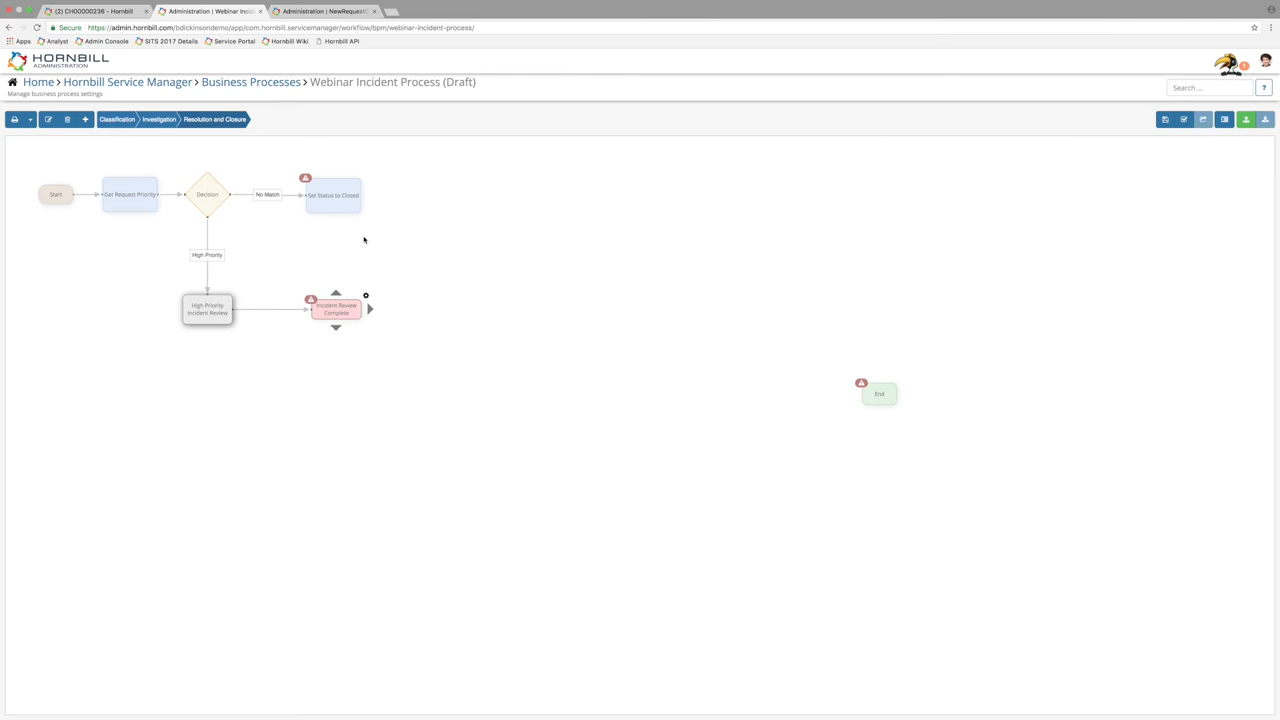 (2) CH00000236 - Hornbill
Administration | Webinar Incid
Administration | NewRequest
Secure
https://admin.hornbill.com/bdickinsondemo/app/com.hornbill.servicemanager/workflow/bpm/webinar-incident-process/
Apps Analyst Admin Console SITS 2017 Details Service Portal Hornbill Wiki Hornbill API
HORNBILL
ADMINISTRATION
1
Home > Hornbill Service Manager > Business Processes > Webinar Incident Process (Draft)
Manage business process settings
Search ...
?
Classification Investigation Resolution and Closure
Start
Get Request Priority
Decision
No Match
Set Status to Closed
High Priority
High Priority
Incident Review
Incident Review
Complete
End